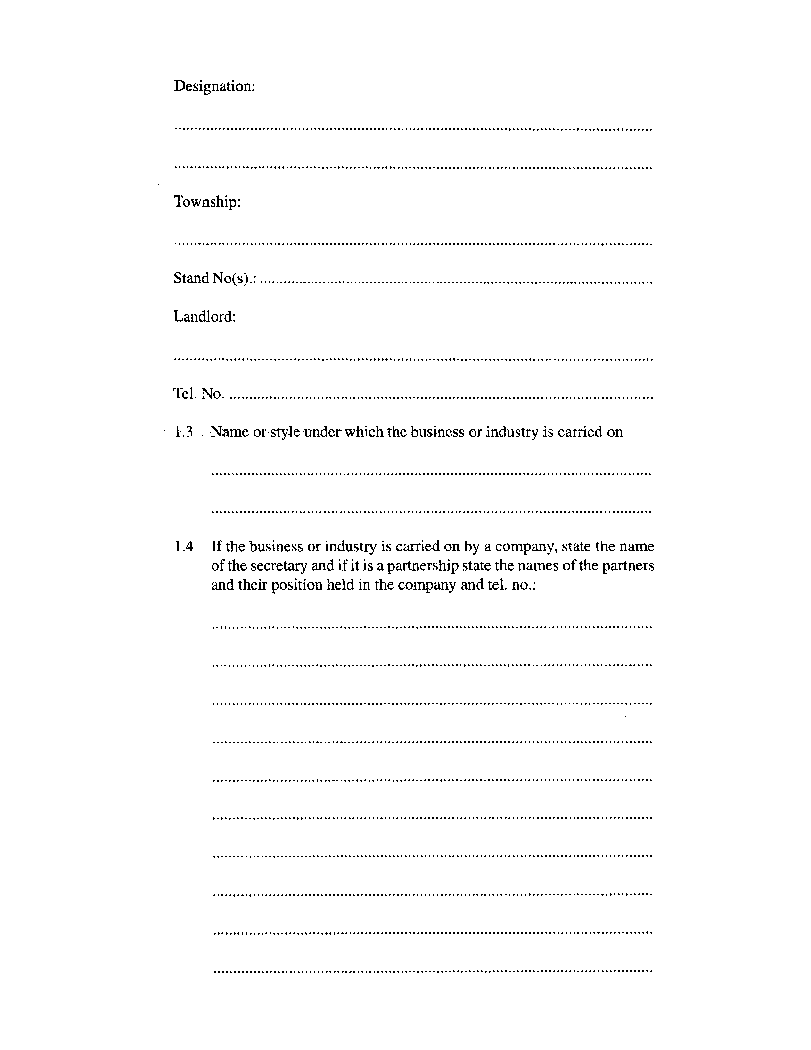 Designation:
..........
..........
Township:
..........
Stand No(s).: ..........
Landlord:
..........
Tel. No. ..........
1.3 Name or style under which the business or industry is carried on
..........
..........
1.4 If the business or industry is carried on by a company, state the name
of the secretary and if it is a partnership state the names of the partners
and their position held in the company and tel. no.:
..........
..........
..........
..........
..........
..........
..........
..........
..........
..........